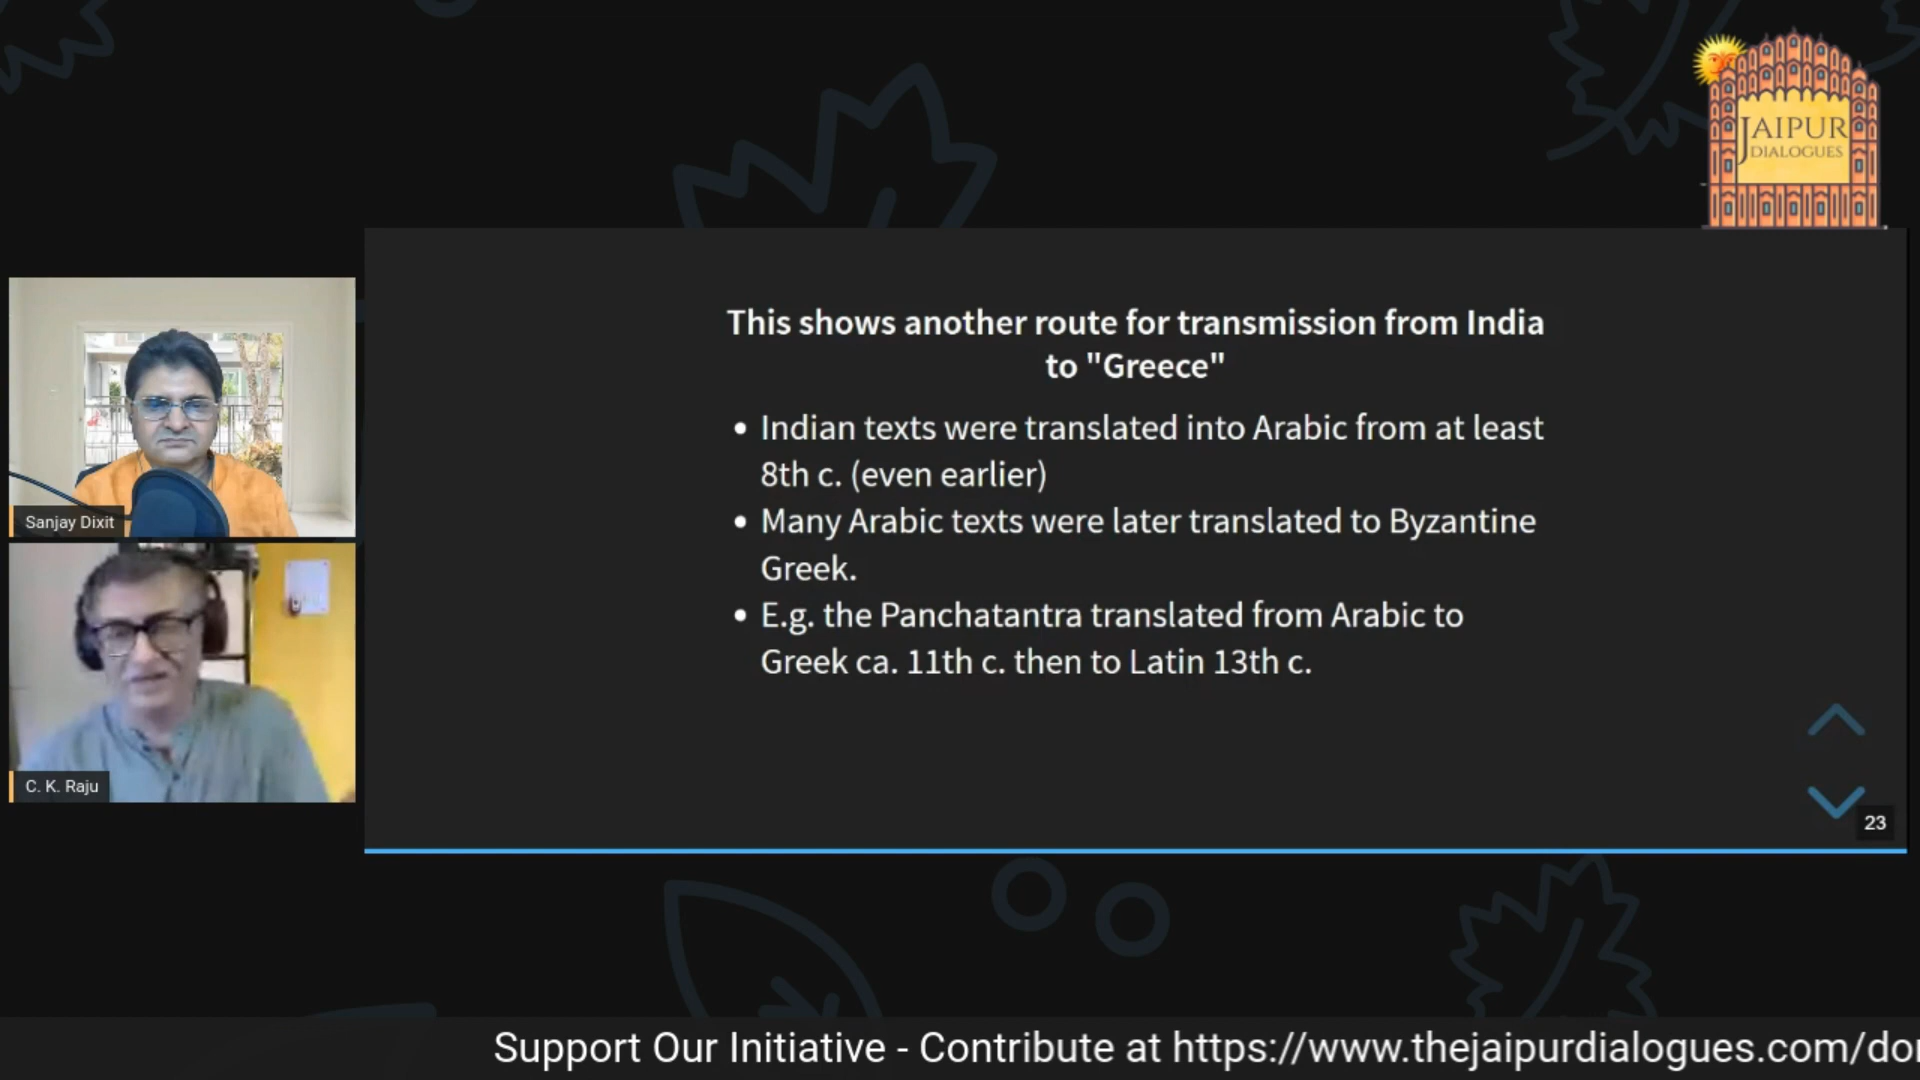 JAIPUR
DIALOGUES
This shows another route for transmission from India
to "Greece"
• Indian texts were translated into Arabic from at least
8th c. (even earlier)
• Many Arabic texts were later translated to Byzantine
Greek.
• E.g. the Panchatantra translated from Arabic to
Greek ca. 11th c. then to Latin 13th c.
Sanjay Dixit
C. K. Raju
23
Support Our Initiative - Contribute at https://www.thejaipurdialogues.com/do